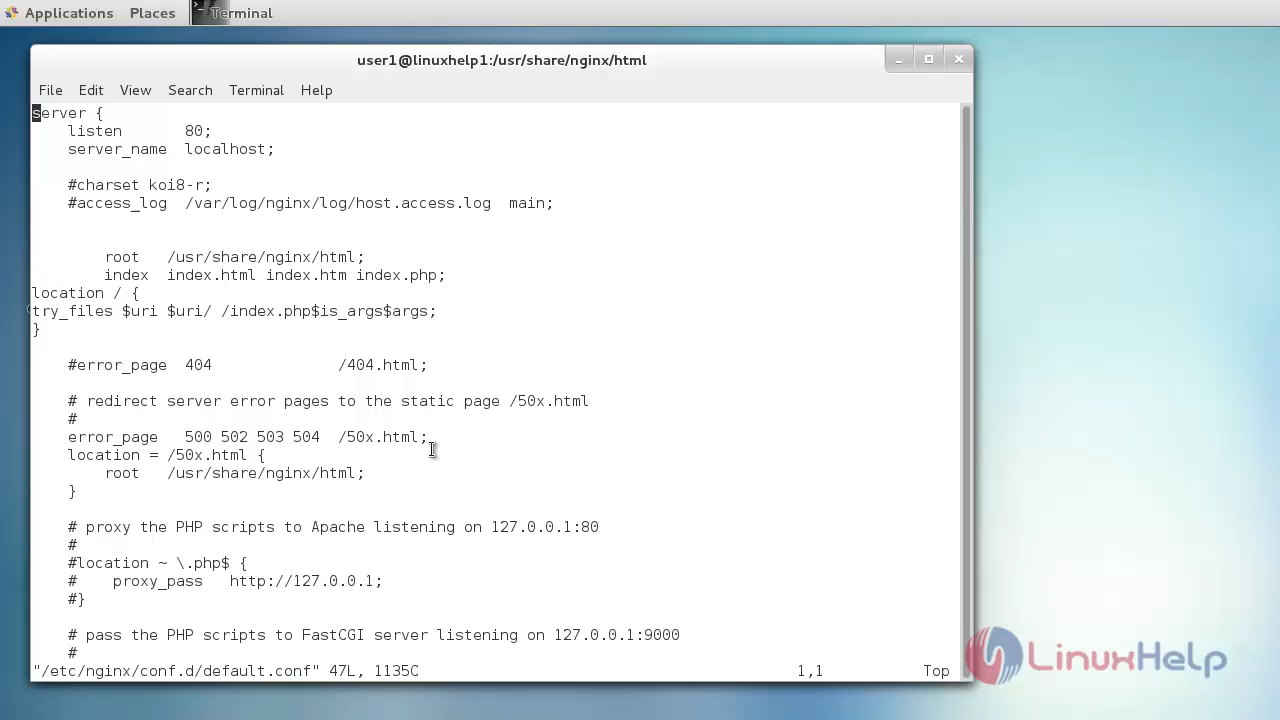 Applications Places Terminal
user1@linuxhelp1:/usr/share/nginx/html
File Edit View Search Terminal Help
server {
    listen       80;
    server_name  localhost;
    #charset koi8-r;
    #access_log  /var/log/nginx/log/host.access.log  main;
        root   /usr/share/nginx/html;
        index  index.html index.htm index.php;
location / {
try_files $uri $uri/ /index.php$is_args$args;
}
    #error_page  404              /404.html;
    # redirect server error pages to the static page /50x.html
    #
    error_page   500 502 503 504  /50x.html;
    location = /50x.html {
        root   /usr/share/nginx/html;
    }
    # proxy the PHP scripts to Apache listening on 127.0.0.1:80
    #
    #location ~ \.php$ {
    #    proxy_pass   http://127.0.0.1;
    #}
    # pass the PHP scripts to FastCGI server listening on 127.0.0.1:9000
    #
"/etc/nginx/conf.d/default.conf" 47L, 1135C 1,1 Top
LinuxHelp